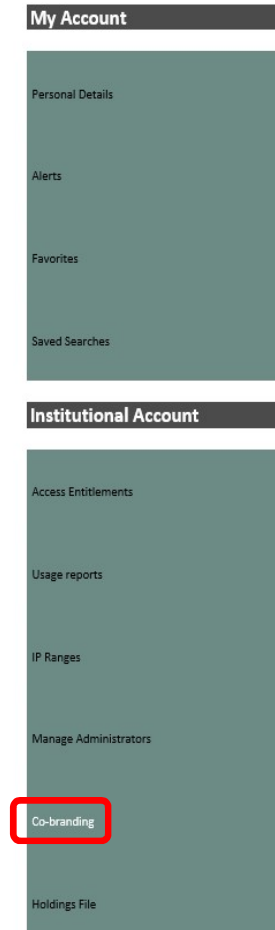 My Account
Personal Details
Alerts
Favorites
Saved Searches
Institutional Account
Access Entitlements
Usage reports
IP Ranges
Manage Administrators
Co-branding
Holdings File